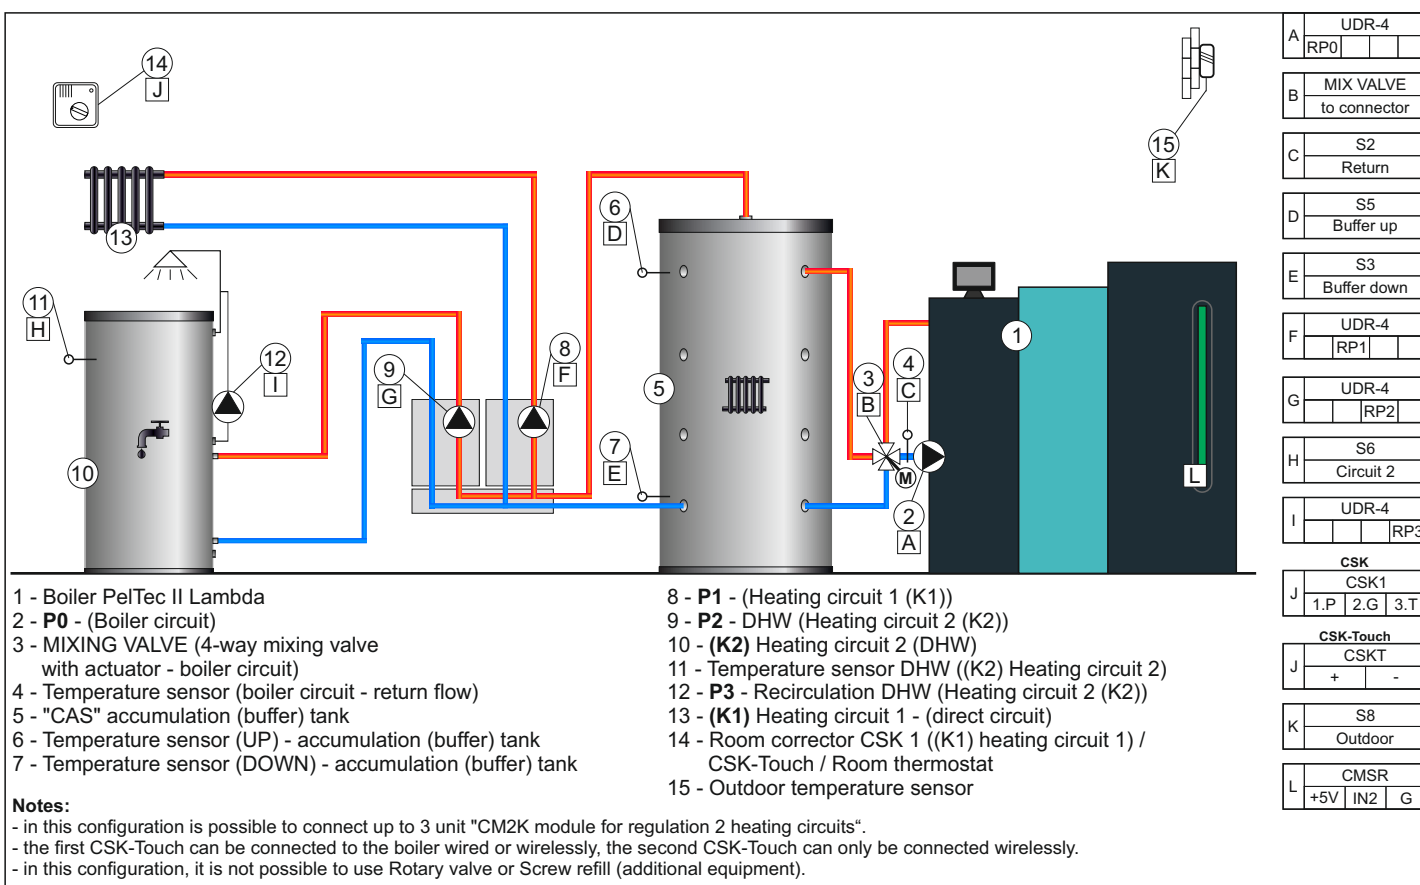 14
J
15
K
13
6
D
11
H
12
I
8
F
9
G
5
3
B
4
C
1
7
E
10
M
2
A
L
A UDR-4
RP0
B MIX VALVE
to connector
C S2
Return
D S5
Buffer up
E S3
Buffer down
F UDR-4
RP1
G UDR-4
RP2
H S6
Circuit 2
I UDR-4
RP3
CSK
J CSK1
1.P 2.G 3.T
CSK-Touch
J CSKT
+ -
K S8
Outdoor
L CMSR
+5V IN2 G
1 - Boiler PelTec II Lambda
2 - P0 - (Boiler circuit)
3 - MIXING VALVE (4-way mixing valve
with actuator - boiler circuit)
4 - Temperature sensor (boiler circuit - return flow)
5 - "CAS" accumulation (buffer) tank
6 - Temperature sensor (UP) - accumulation (buffer) tank
7 - Temperature sensor (DOWN) - accumulation (buffer) tank
8 - P1 - (Heating circuit 1 (K1))
9 - P2 - DHW (Heating circuit 2 (K2))
10 - (K2) Heating circuit 2 (DHW)
11 - Temperature sensor DHW ((K2) Heating circuit 2)
12 - P3 - Recirculation DHW (Heating circuit 2 (K2))
13 - (K1) Heating circuit 1 - (direct circuit)
14 - Room corrector CSK 1 ((K1) heating circuit 1) /
CSK-Touch / Room thermostat
15 - Outdoor temperature sensor
Notes:
- in this configuration is possible to connect up to 3 unit "CM2K module for regulation 2 heating circuits“.
- the first CSK-Touch can be connected to the boiler wired or wirelessly, the second CSK-Touch can only be connected wirelessly.
- in this configuration, it is not possible to use Rotary valve or Screw refill (additional equipment).